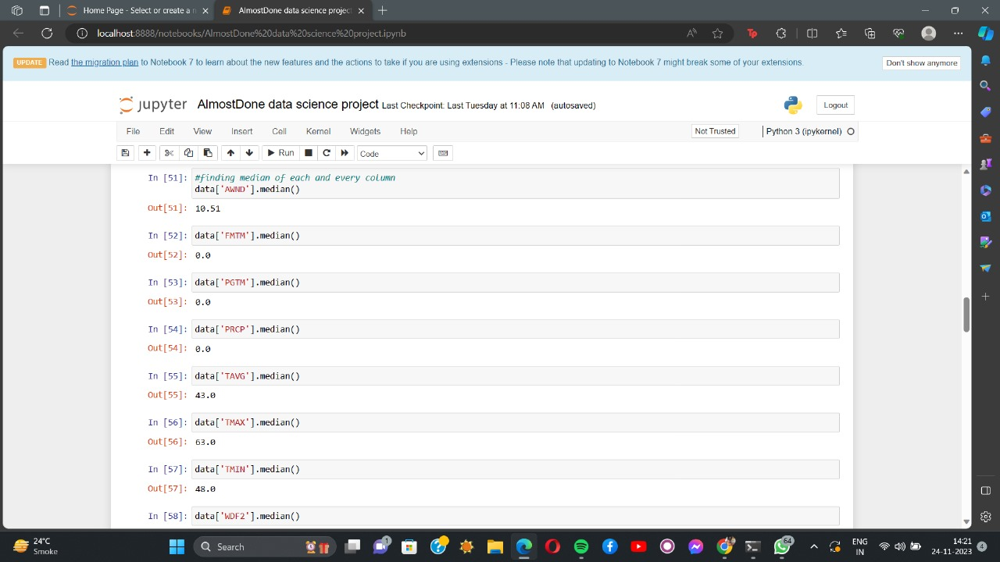 Home Page - Select or create a n
AlmostDone data science project
localhost:8888/notebooks/AlmostDone%20data%20science%20project.ipynb
UPDATE Read the migration plan to Notebook 7 to learn about the new features and the actions to take if you are using extensions - Please note that updating to Notebook 7 might break some of your extensions.
Don't show anymore
jupyter AlmostDone data science project Last Checkpoint: Last Tuesday at 11:08 AM (autosaved)
Logout
File Edit View Insert Cell Kernel Widgets Help
Not Trusted
Python 3 (ipykernel)
Run
Code
In [51]: #finding median of each and every column
data['AWND'].median()
Out[51]: 10.51
In [52]: data['FMTM'].median()
Out[52]: 0.0
In [53]: data['PGTM'].median()
Out[53]: 0.0
In [54]: data['PRCP'].median()
Out[54]: 0.0
In [55]: data['TAVG'].median()
Out[55]: 43.0
In [56]: data['TMAX'].median()
Out[56]: 63.0
In [57]: data['TMIN'].median()
Out[57]: 48.0
In [58]: data['WDF2'].median()
24°C
Smoke
Search
1
64
ENG
IN
14:21
24-11-2023
4